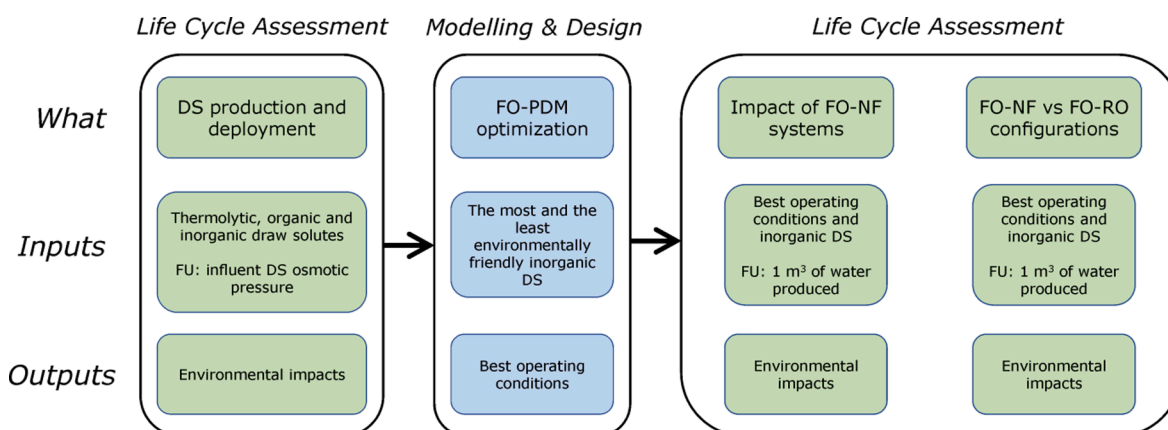 Life Cycle Assessment
Modelling & Design
Life Cycle Assessment
What
DS production and
deployment
FO-PDM
optimization
Impact of FO-NF
systems
FO-NF vs FO-RO
configurations
Inputs
Thermolytic, organic and
inorganic draw solutes
FU: influent DS osmotic
pressure
The most and the
least
environmentally
friendly inorganic
DS
Best operating
conditions and
inorganic DS
FU: 1 m³ of water
produced
Best operating
conditions and
inorganic DS
FU: 1 m³ of water
produced
Outputs
Environmental impacts
Best operating
conditions
Environmental
impacts
Environmental
impacts